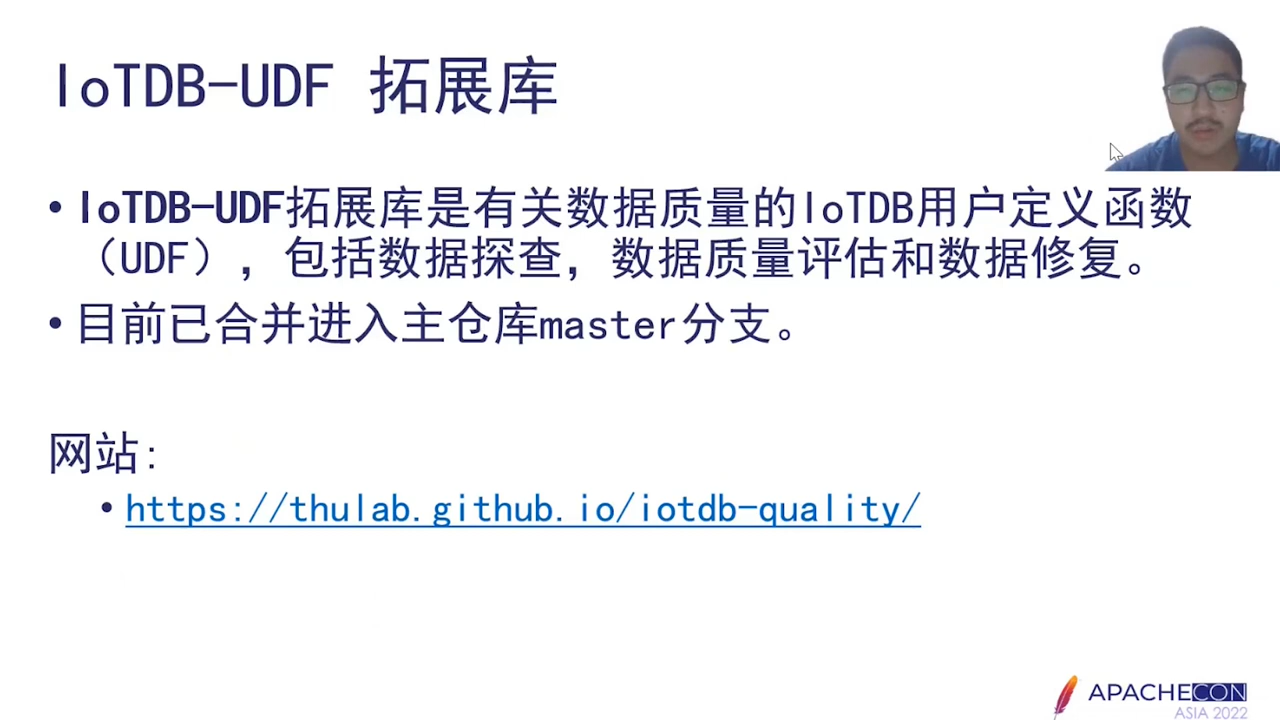 IoTDB-UDF 拓展库
• IoTDB-UDF拓展库是有关数据质量的IoTDB用户定义函数
（UDF），包括数据探查，数据质量评估和数据修复。
• 目前已合并进入主仓库master分支。
网站：
• https://thulab.github.io/iotdb-quality/
APACHECON
ASIA 2022